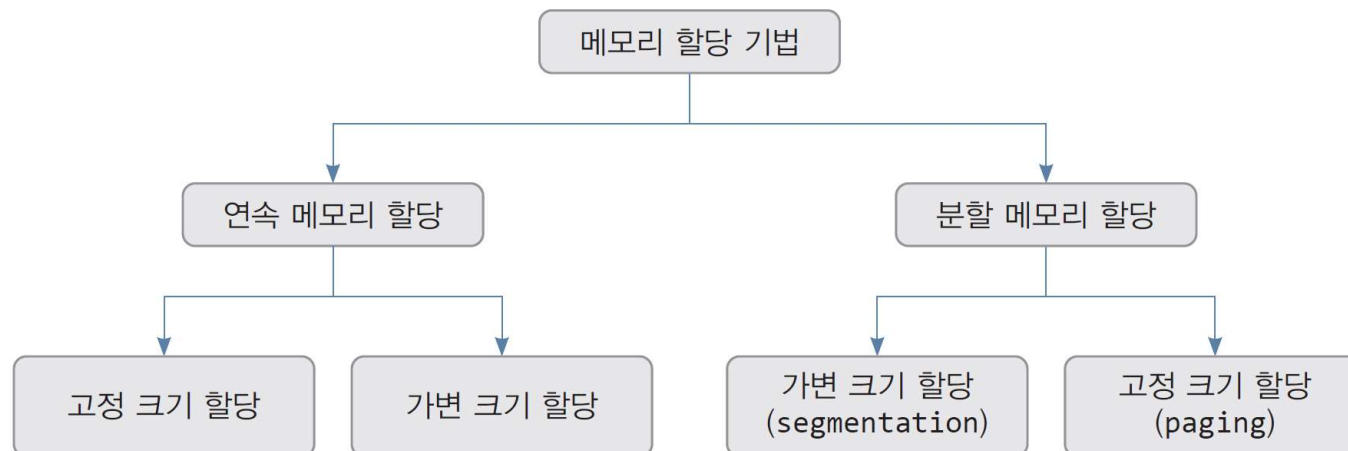 메모리 할당 기법
연속 메모리 할당
분할 메모리 할당
고정 크기 할당
가변 크기 할당
가변 크기 할당
(segmentation)
고정 크기 할당
(paging)